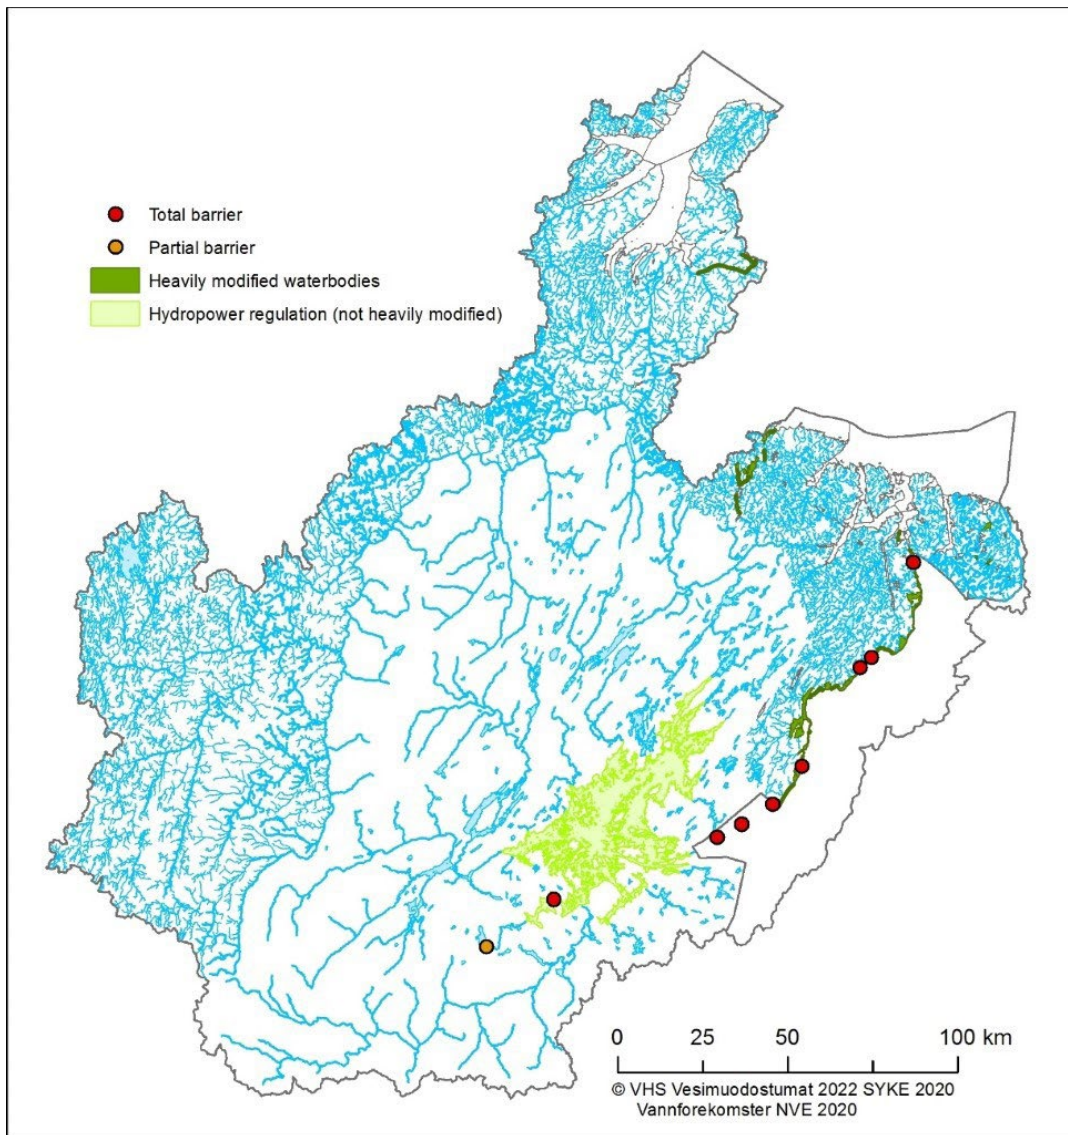 Total barrier
Partial barrier
Heavily modified waterbodies
Hydropower regulation (not heavily modified)
0 25 50 100 km
© VHS Vesimuodostumat 2022 SYKE 2020
Vannforekomster NVE 2020